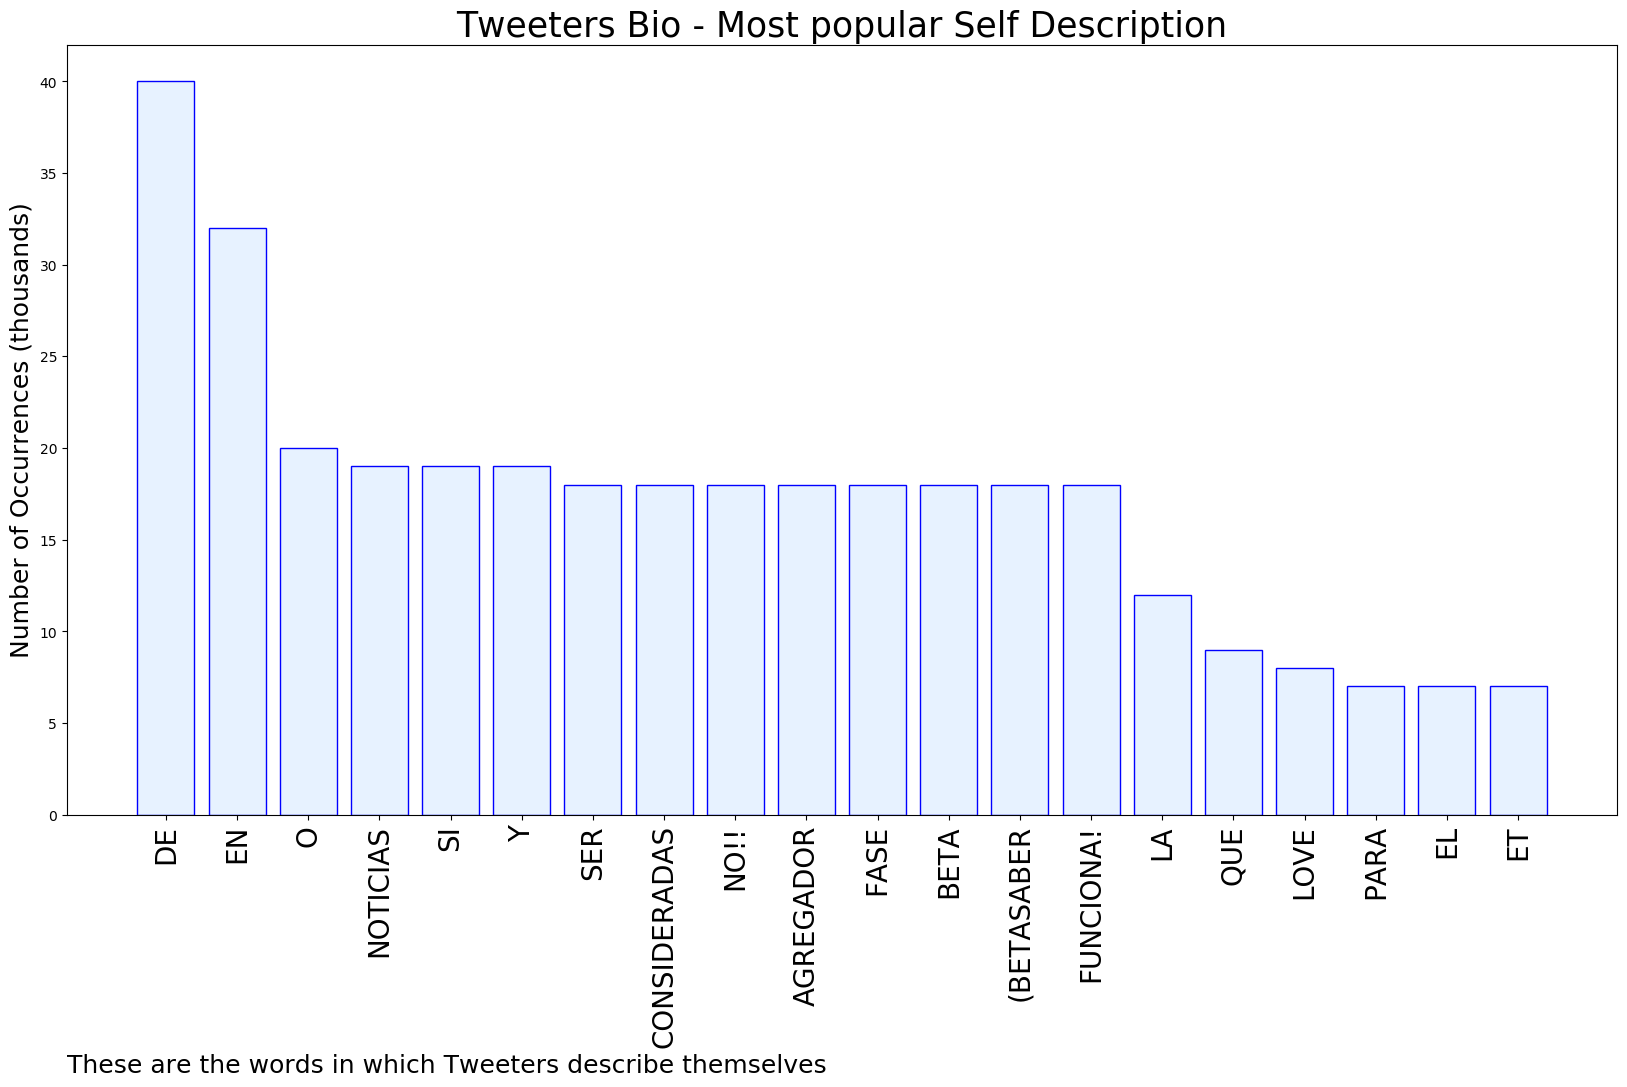 Tweeters Bio - Most popular Self Description
Number of Occurrences (thousands)
40
35
30
25
20
15
10
5
0
DE
EN
O
NOTICIAS
SI
Y
SER
CONSIDERADAS
NO!!
AGREGADOR
FASE
BETA
(BETASABER
FUNCIONA!
LA
QUE
LOVE
PARA
EL
ET
These are the words in which Tweeters describe themselves